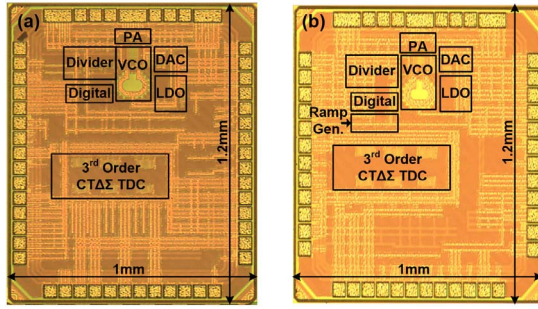 (a)
PA
Divider
VCO
DAC
Digital
LDO
3rd Order
CTΔΣ TDC
1.2mm
1mm
(b)
PA
Divider
VCO
DAC
Digital
LDO
Ramp
Gen.
3rd Order
CTΔΣ TDC
1.2mm
1mm